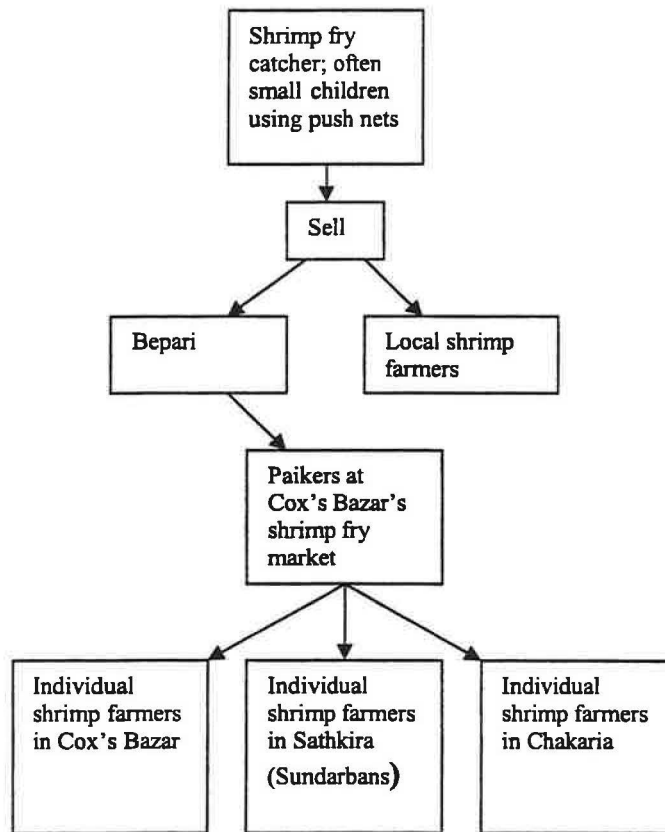 Shrimp fry
catcher; often
small children
using push nets
Sell
Bepari
Local shrimp
farmers
Paikers at
Cox's Bazar's
shrimp fry
market
Individual
shrimp farmers
in Cox's Bazar
Individual
shrimp farmers
in Sathkira
(Sundarbans)
Individual
shrimp farmers
in Chakaria